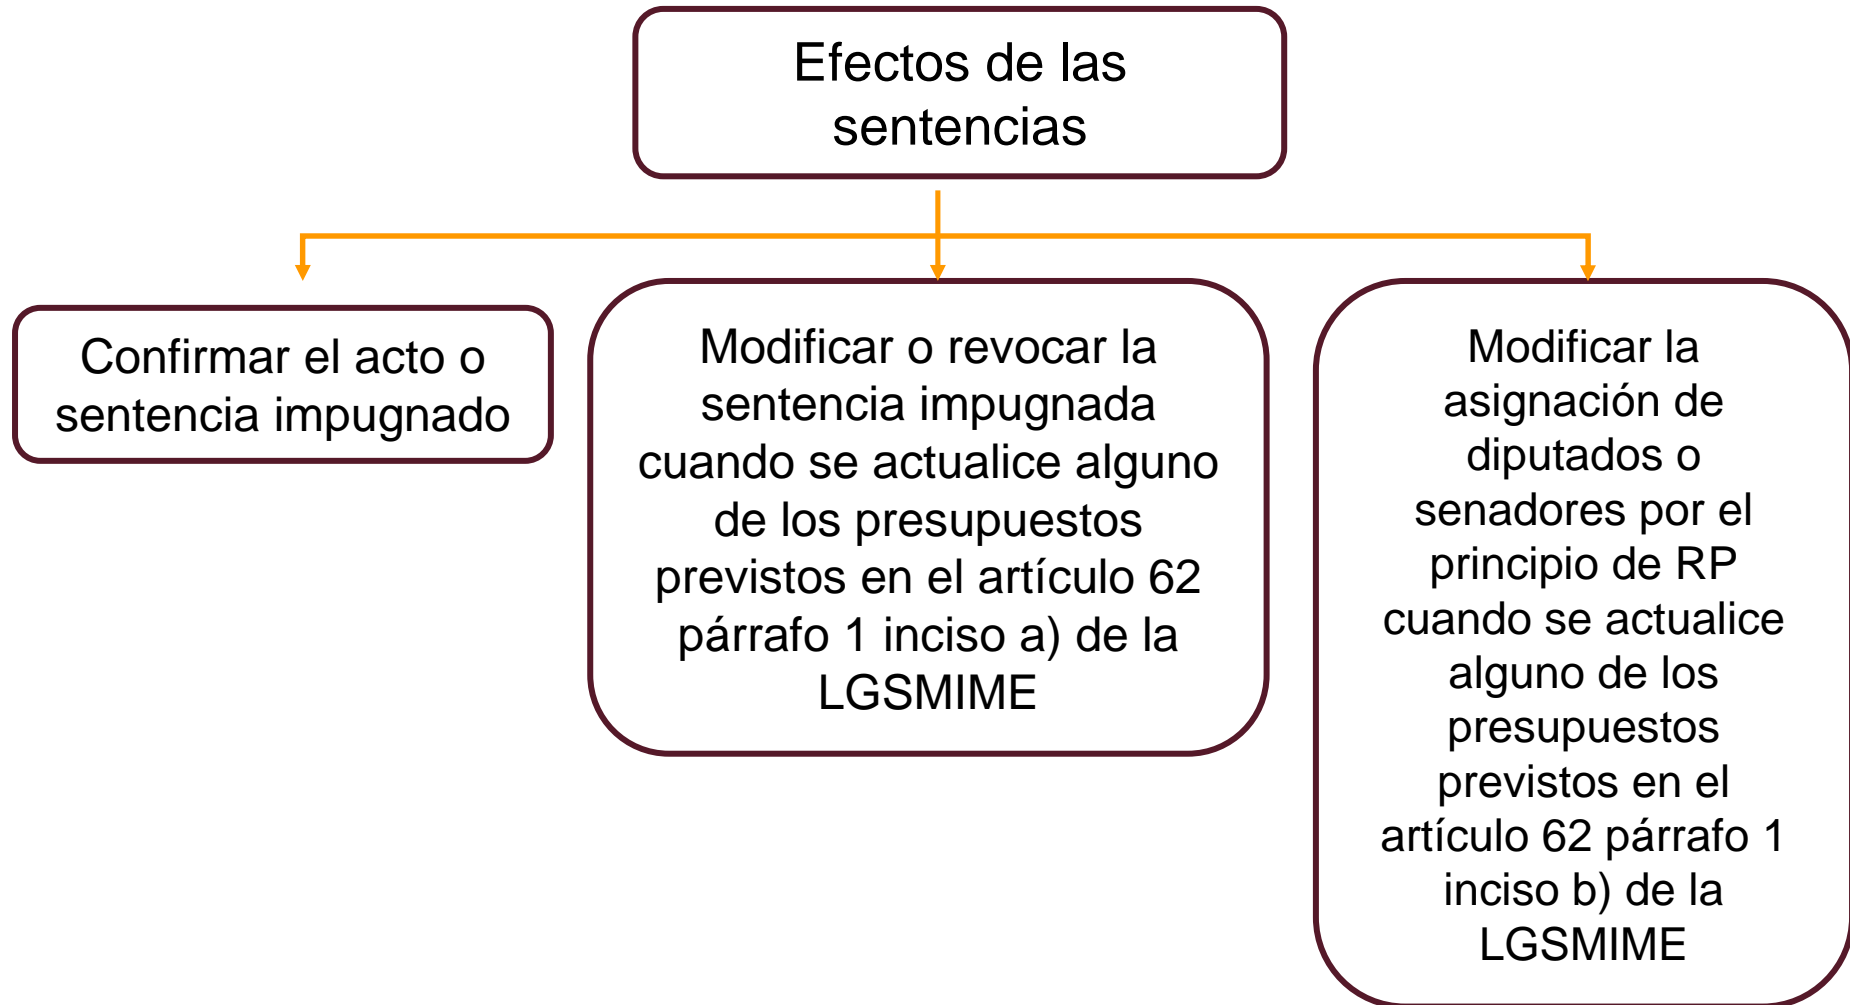 Efectos de las
sentencias
Confirmar el acto o
sentencia impugnado
Modificar o revocar la
sentencia impugnada
cuando se actualice alguno
de los presupuestos
previstos en el artículo 62
párrafo 1 inciso a) de la
LGSMIME
Modificar la
asignación de
diputados o
senadores por el
principio de RP
cuando se actualice
alguno de los
presupuestos
previstos en el
artículo 62 párrafo 1
inciso b) de la
LGSMIME